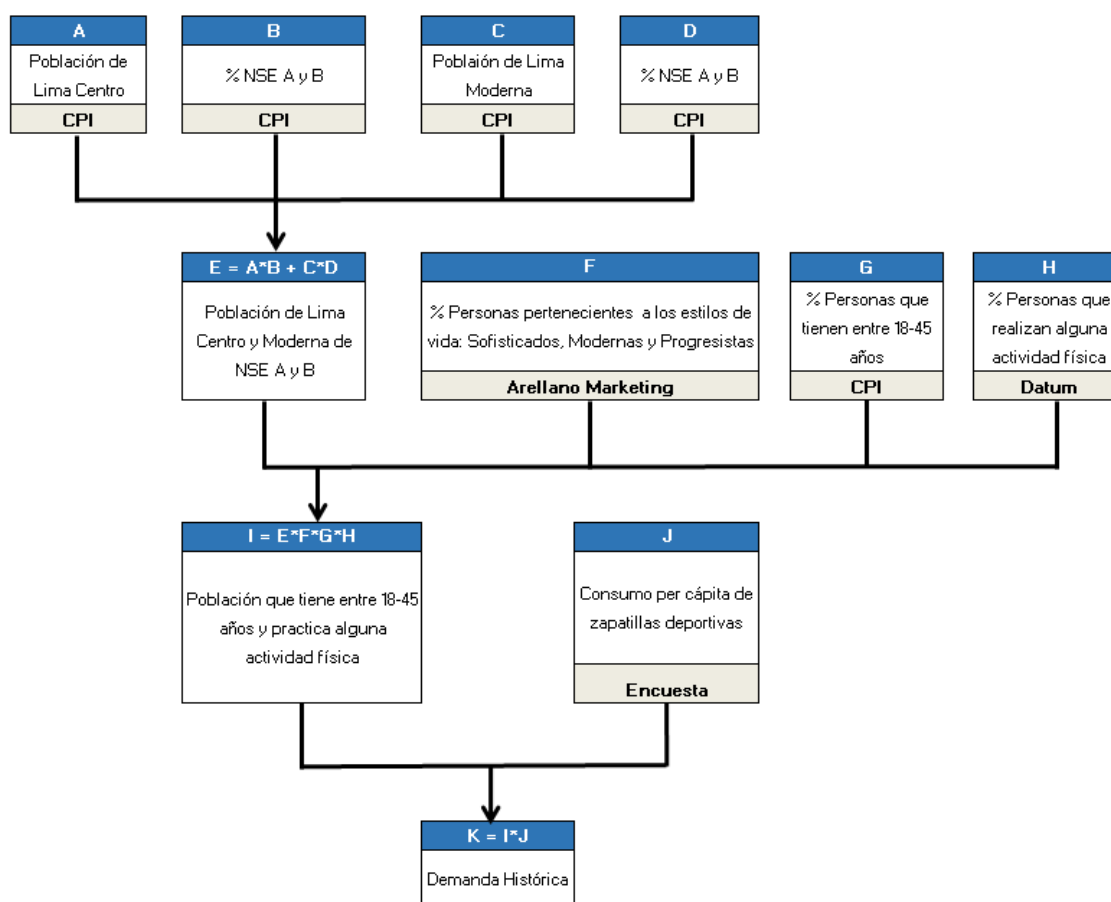 A
Población de
Lima Centro
CPI
B
% NSE A y B
CPI
C
Poblaión de Lima
Moderna
CPI
D
% NSE A y B
CPI
E = A*B + C*D
Población de Lima
Centro y Moderna de
NSE A y B
F
% Personas pertenecientes a los estilos de
vida: Sofisticados, Modernas y Progresistas
Arellano Marketing
G
% Personas que
tienen entre 18-45
años
CPI
H
% Personas que
realizan alguna
actividad física
Datum
I = E*F*G*H
Población que tiene entre 18-45
años y practica alguna
actividad física
J
Consumo per cápita de
zapatillas deportivas
Encuesta
K = I*J
Demanda Histórica